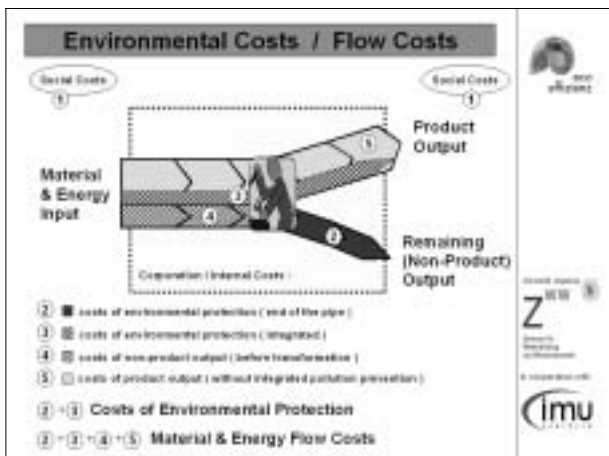 Environmental Costs / Flow Costs
Social Costs
1
Social Costs
1
eco
effizient
Product
Output
5
Material
& Energy
Input
3
4
2
Remaining
(Non-Product)
Output
Corporation / Internal Costs
2 costs of environmental protection ( end of the pipe )
3 costs of environmental protection ( integrated )
4 costs of non-product output ( before transformation )
5 costs of product output ( without integrated pollution prevention )
2 + 3 Costs of Environmental Protection
2 + 3 + 4 + 5 Material & Energy Flow Costs
Z
imu